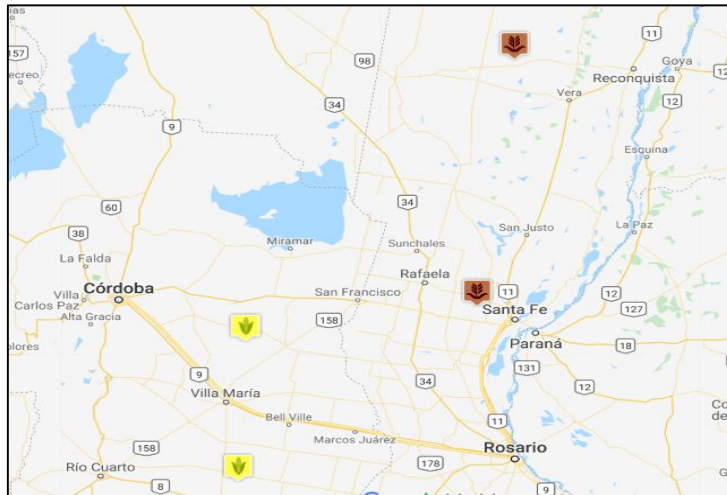 157
9
98
11
Goya
12
Reconquista
Vera
12
34
Esquina
34
60
38
La Falda
Miramar
Sunchales
San Justo
La Paz
Rafaela
Villa
Carlos Paz
Córdoba
Alta Gracia
San Francisco
11
Santa Fe
12
127
158
Paraná
18
9
34
131
12
Villa María
Bell Ville
11
Marcos Juárez
158
178
Rosario
Río Cuarto
8
9